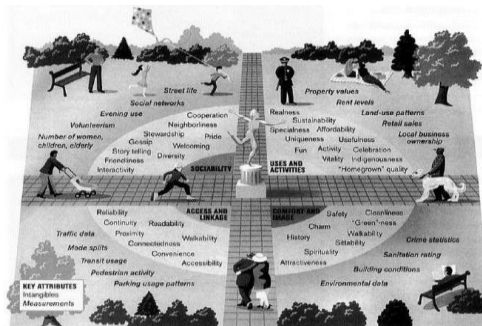 Street life
Social networks
Evening use
Volunteerism
Number of women,
children, elderly
Cooperation
Neighborliness
Stewardship
Pride
Gossip
Welcoming
Story telling
Diversity
Friendliness
Interactivity
SOCIABILITY
Property values
Rent levels
Land-use patterns
Retail sales
Local business
ownership
Realness
Sustainability
Specialness Affordability
Uniqueness Usefulness
Fun Activity Celebration
Vitality Indigenousness
"Homegrown" quality
USES AND
ACTIVITIES
ACCESS AND
LINKAGE
Reliability
Continuity Readability
Proximity
Walkability
Connectedness
Convenience
Accessibility
Traffic data
Mode splits
Transit usage
Pedestrian activity
Parking usage patterns
COMFORT AND
IMAGE
Safety Cleanliness
"Green"ness
Charm
Walkability
History
Sittability
Spirituality
Attractiveness
Crime statistics
Sanitation rating
Building conditions
Environmental data
KEY ATTRIBUTES
Intangibles
Measurements